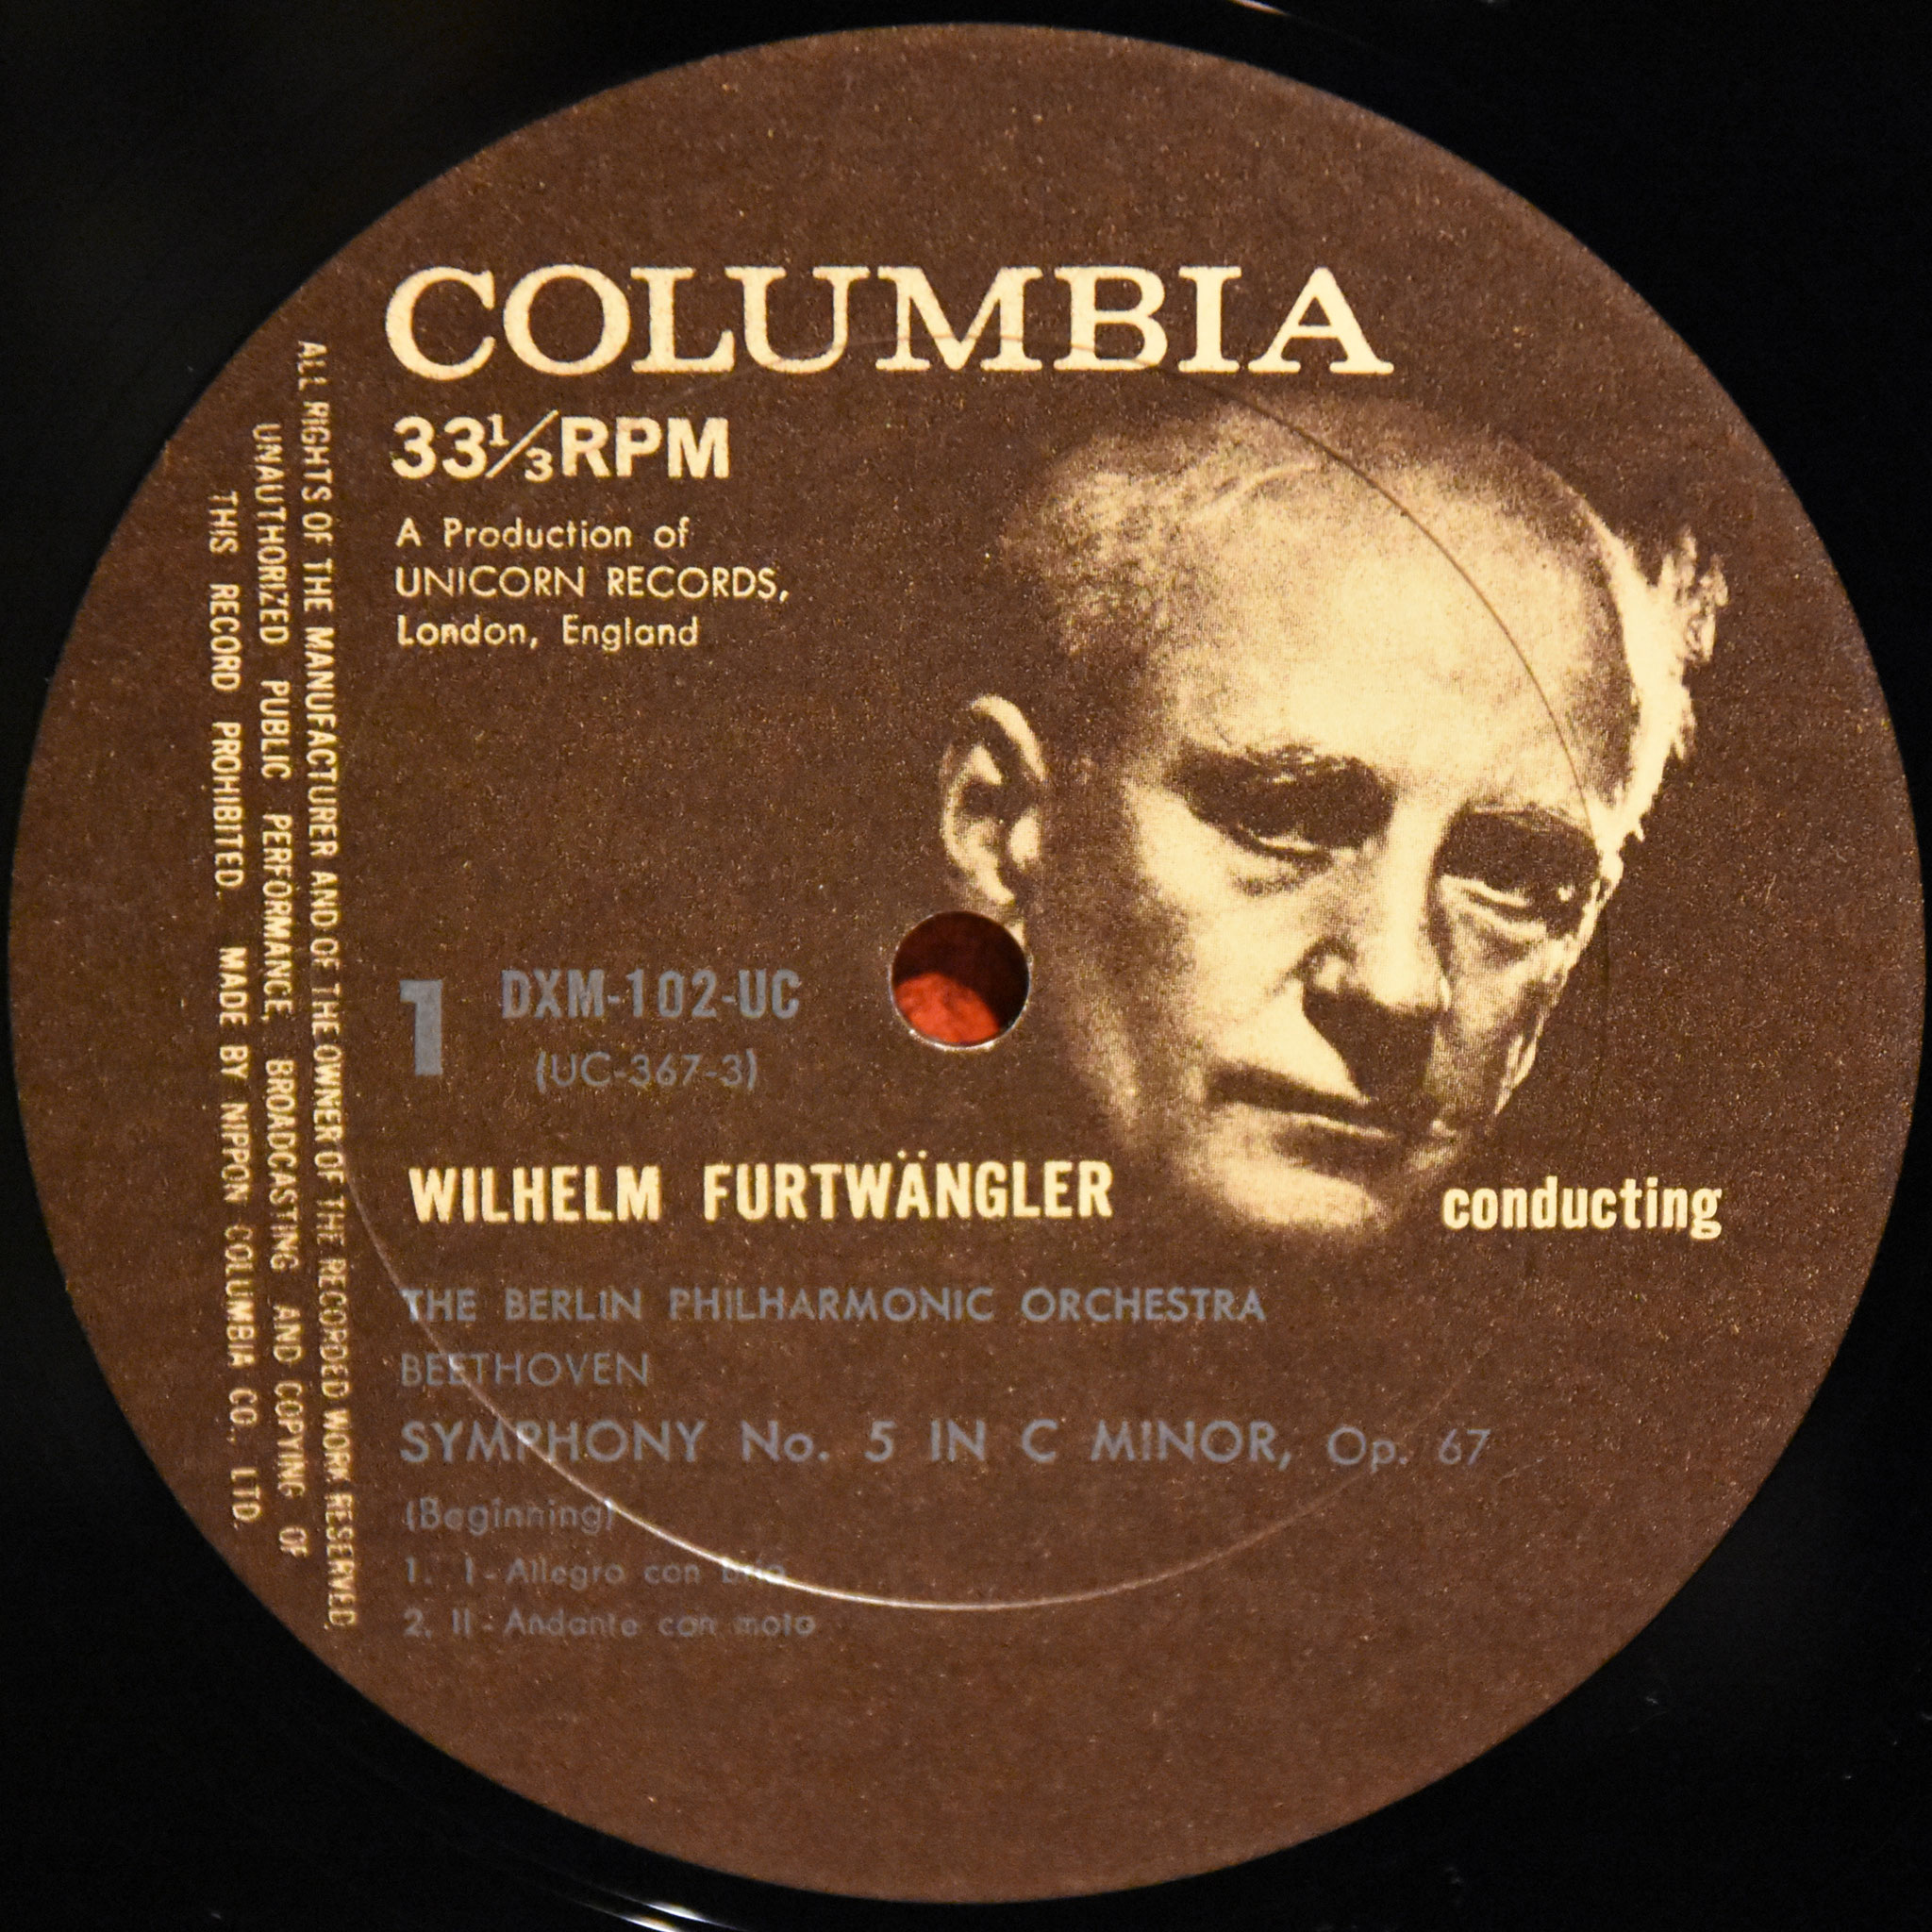 COLUMBIA
33⅓RPM
A Production of
UNICORN RECORDS,
London, England
1 DXM-102-UC
(UC-367-3)
WILHELM FURTWÄNGLER conducting
THE BERLIN PHILHARMONIC ORCHESTRA
BEETHOVEN
SYMPHONY No. 5 IN C MINOR, Op. 67
(Beginning)
1. I-Allegro con brio
2. II-Andante con moto
ALL RIGHTS OF THE MANUFACTURER AND OF THE OWNER OF THE RECORDED WORK RESERVED.
UNAUTHORIZED PUBLIC PERFORMANCE, BROADCASTING AND COPYING OF
THIS RECORD PROHIBITED. MADE BY NIPPON COLUMBIA CO., LTD.